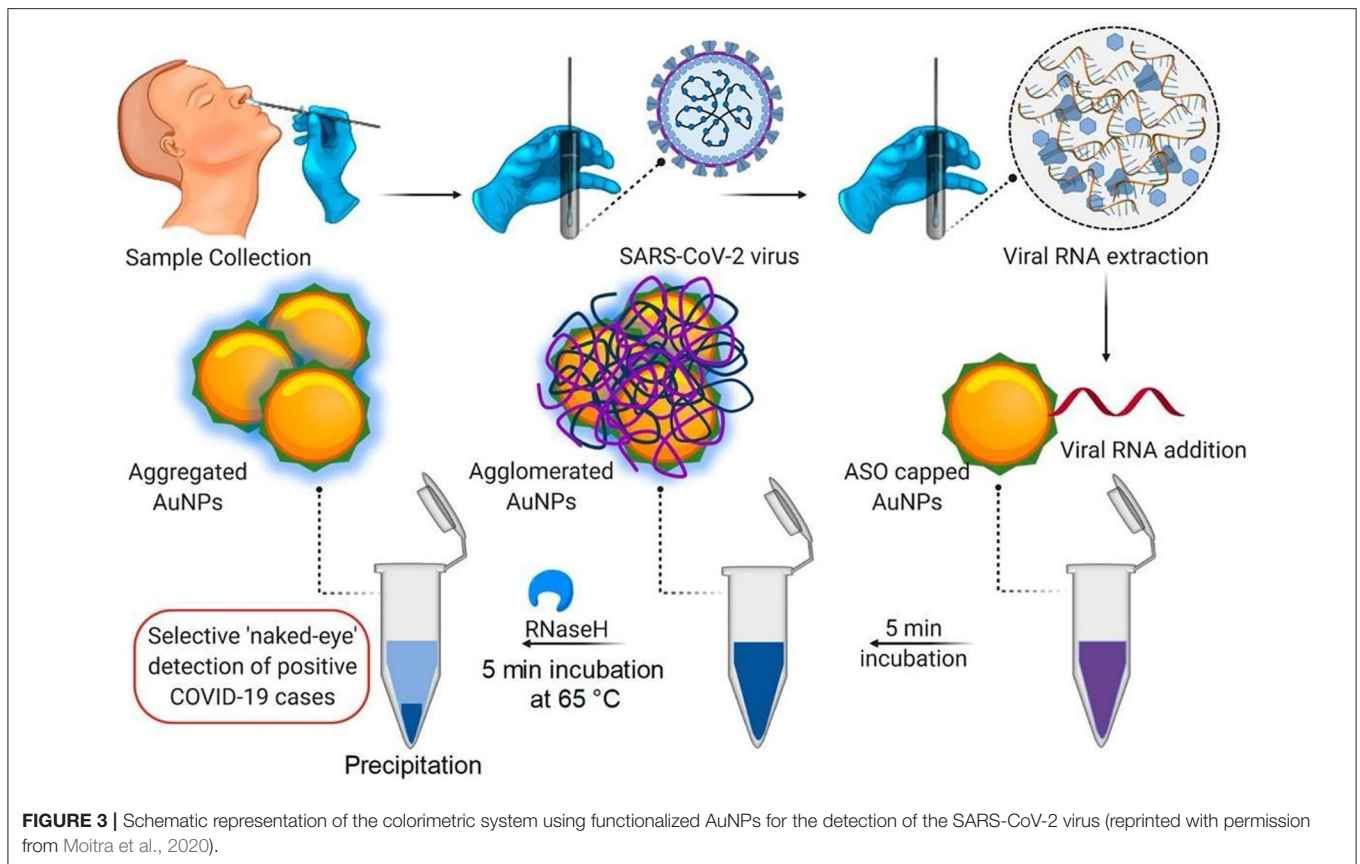 Sample Collection
SARS-CoV-2 virus
Viral RNA extraction
Aggregated
AuNPs
Agglomerated
AuNPs
ASO capped
AuNPs
Viral RNA addition
Selective 'naked-eye'
detection of positive
COVID-19 cases
RNaseH
5 min incubation
at 65 °C
5 min
incubation
Precipitation
FIGURE 3 | Schematic representation of the colorimetric system using functionalized AuNPs for the detection of the SARS-CoV-2 virus (reprinted with permission
from Moitra et al., 2020).